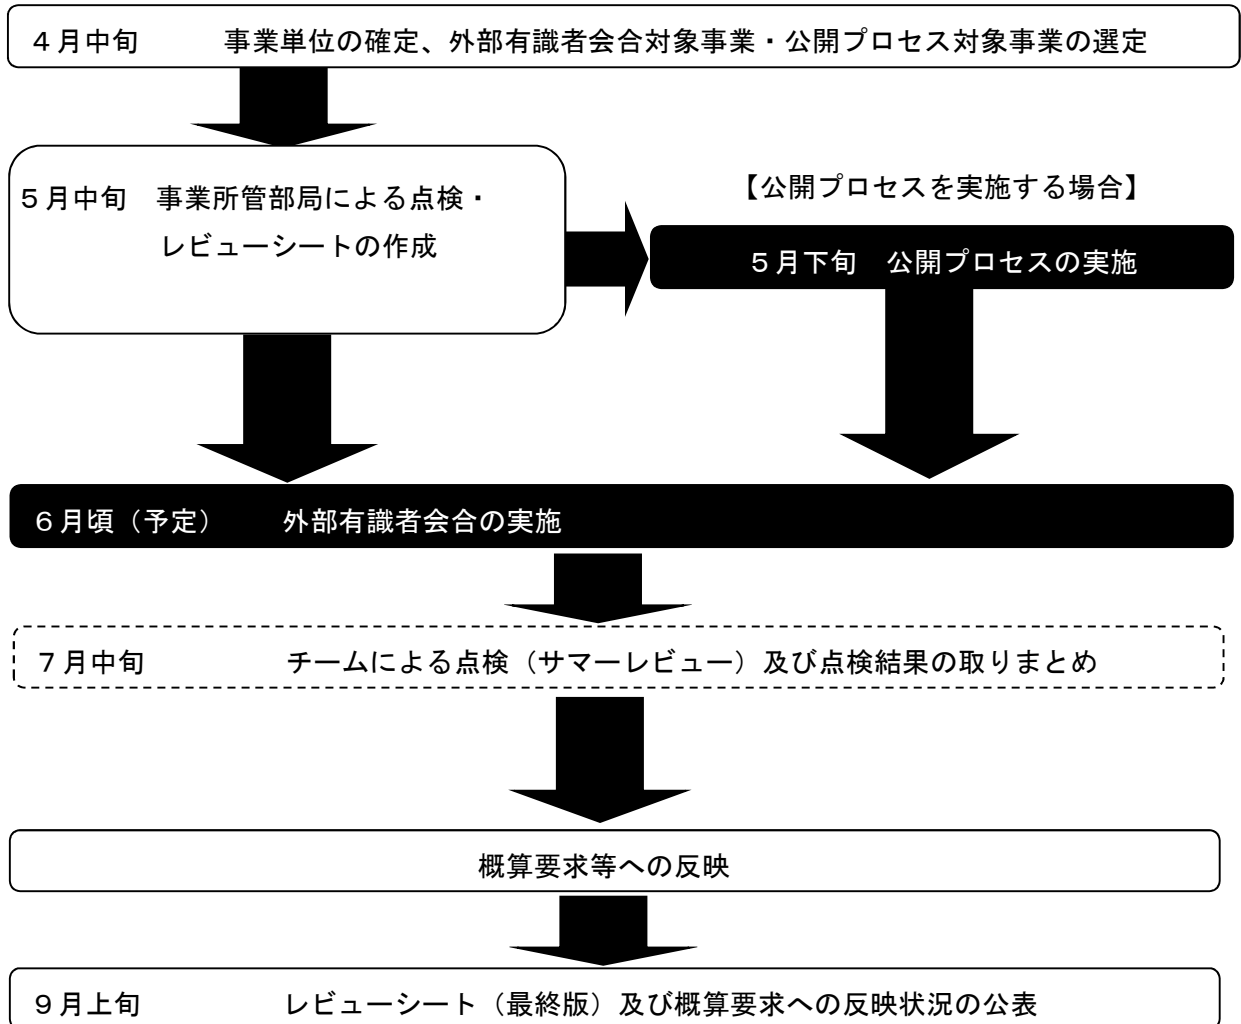 ４月中旬　事業単位の確定、外部有識者会合対象事業・公開プロセス対象事業の選定
５月中旬　事業所管部局による点検・
レビューシートの作成
【公開プロセスを実施する場合】
５月下旬　公開プロセスの実施
６月頃（予定）　外部有識者会合の実施
７月中旬　チームによる点検（サマーレビュー）及び点検結果の取りまとめ
概算要求等への反映
９月上旬　レビューシート（最終版）及び概算要求への反映状況の公表